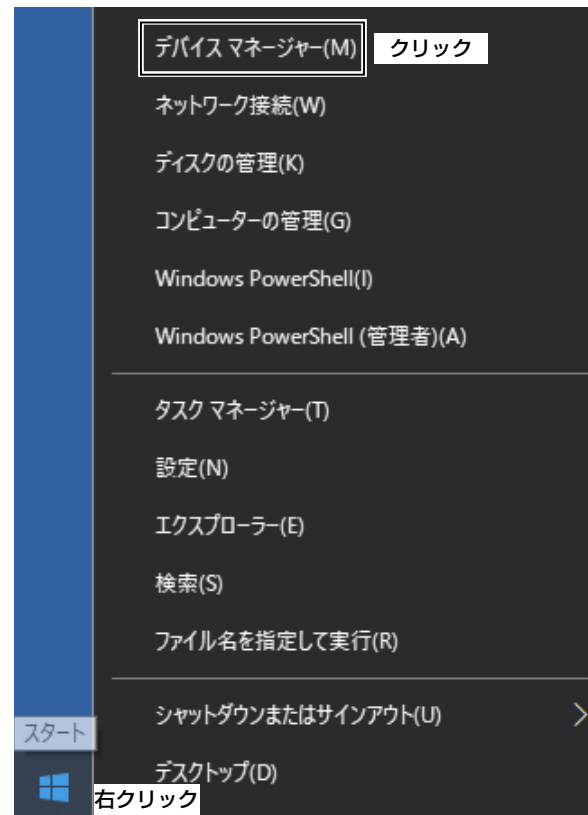 デバイス マネージャー(M)
クリック
ネットワーク接続(W)
ディスクの管理(K)
コンピューターの管理(G)
Windows PowerShell(I)
Windows PowerShell (管理者)(A)
タスク マネージャー(T)
設定(N)
エクスプローラー(E)
検索(S)
ファイル名を指定して実行(R)
シャットダウンまたはサインアウト(U)
スタート
デスクトップ(D)
右クリック